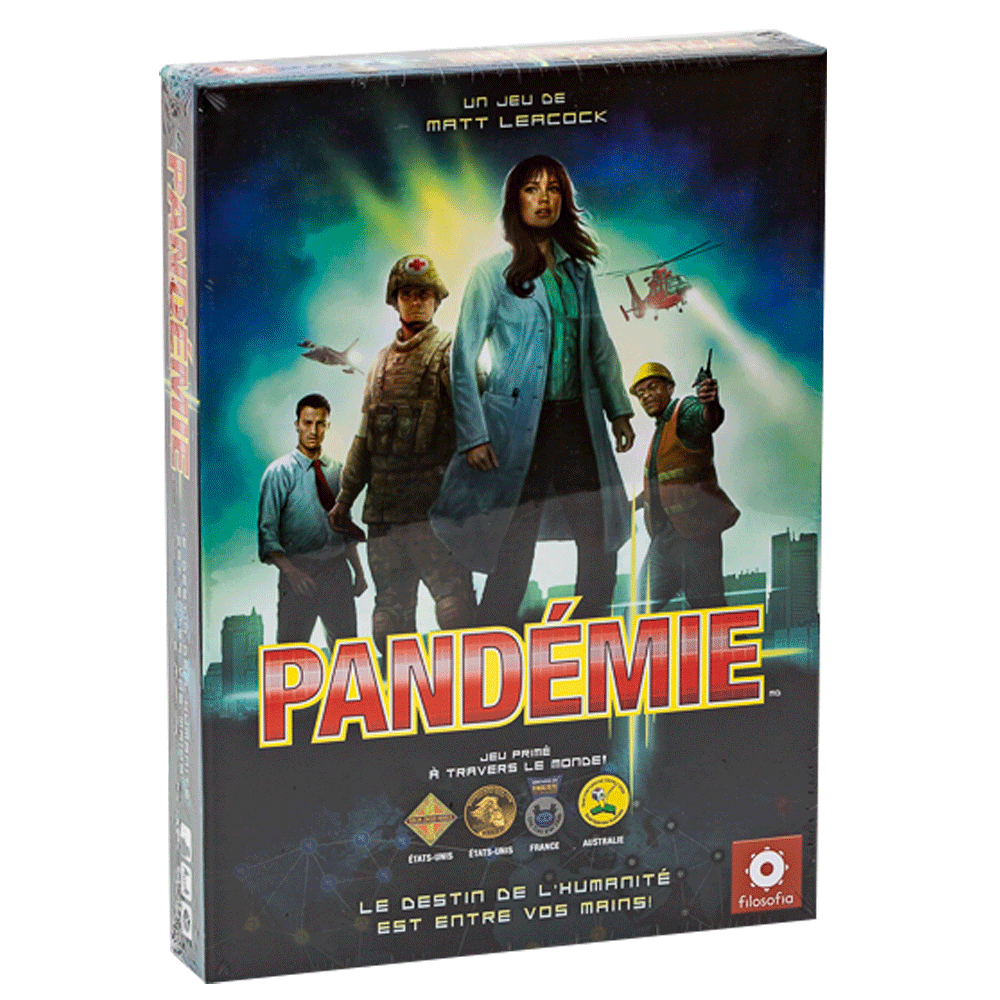 UN JEU DE
MATT LEACOCK
PANDÉMIE
PANDÉMIE
MG
JEU PRIMÉ
À TRAVERS LE MONDE!
ÉTATS-UNIS
ÉTATS-UNIS
FRANCE
AUSTRALIE
LE DESTIN DE L'HUMANITÉ
EST ENTRE VOS MAINS!
filosofia